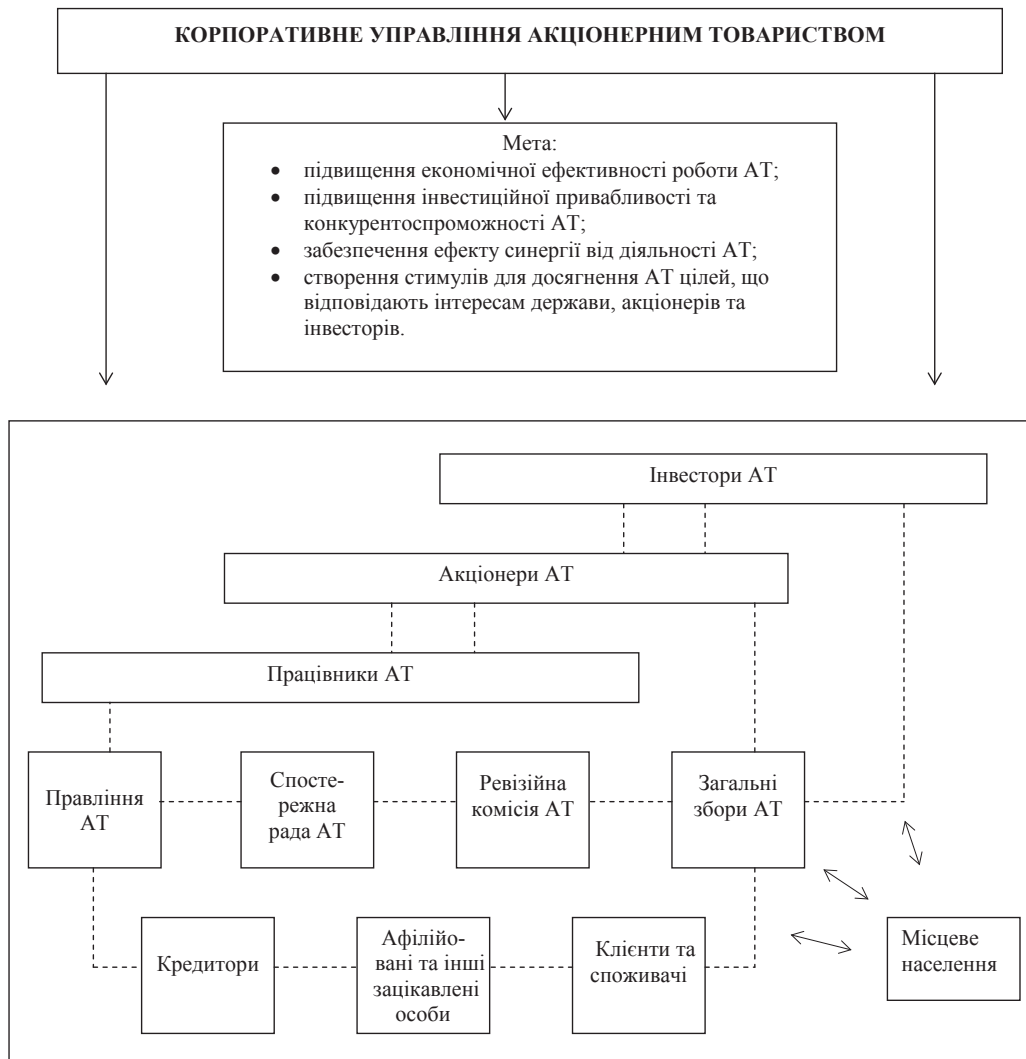 КОРПОРАТИВНЕ УПРАВЛІННЯ АКЦІОНЕРНИМ ТОВАРИСТВОМ
Мета:
• підвищення економічної ефективності роботи АТ;
• підвищення інвестиційної привабливості та
конкурентоспроможності АТ;
• забезпечення ефекту синергії від діяльності АТ;
• створення стимулів для досягнення АТ цілей, що
відповідають інтересам держави, акціонерів та
інвесторів.
Інвестори АТ
Акціонери АТ
Працівники АТ
Правління
АТ
Спосте-
режна
рада АТ
Ревізійна
комісія АТ
Загальні
збори АТ
Кредитори
Афілійо-
вані та інші
зацікавлені
особи
Клієнти та
споживачі
Місцеве
населення